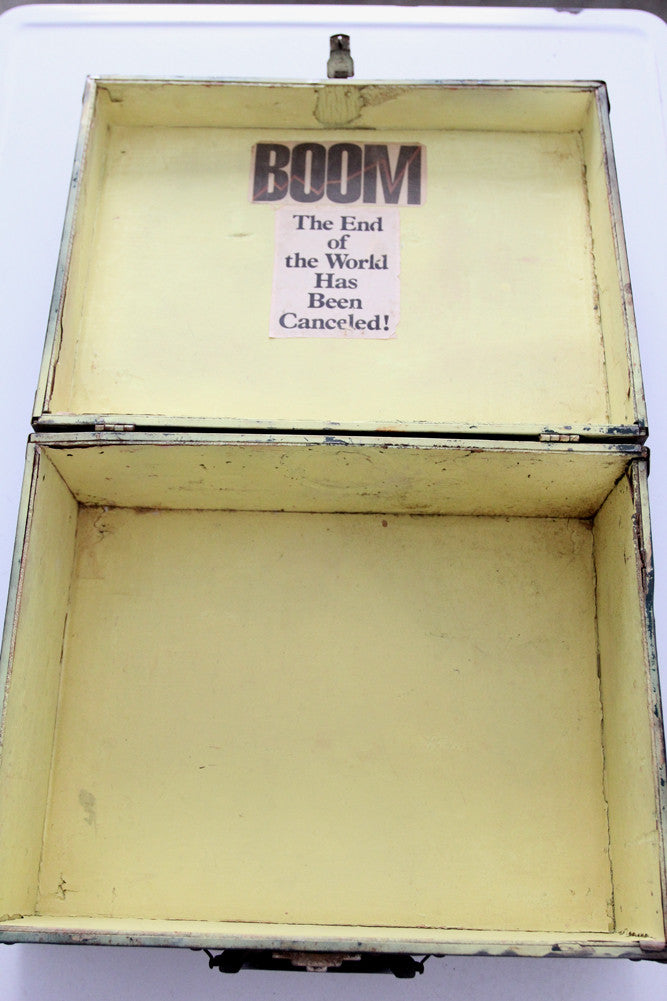 BOOM
The End
of
the World
Has
Been
Canceled!